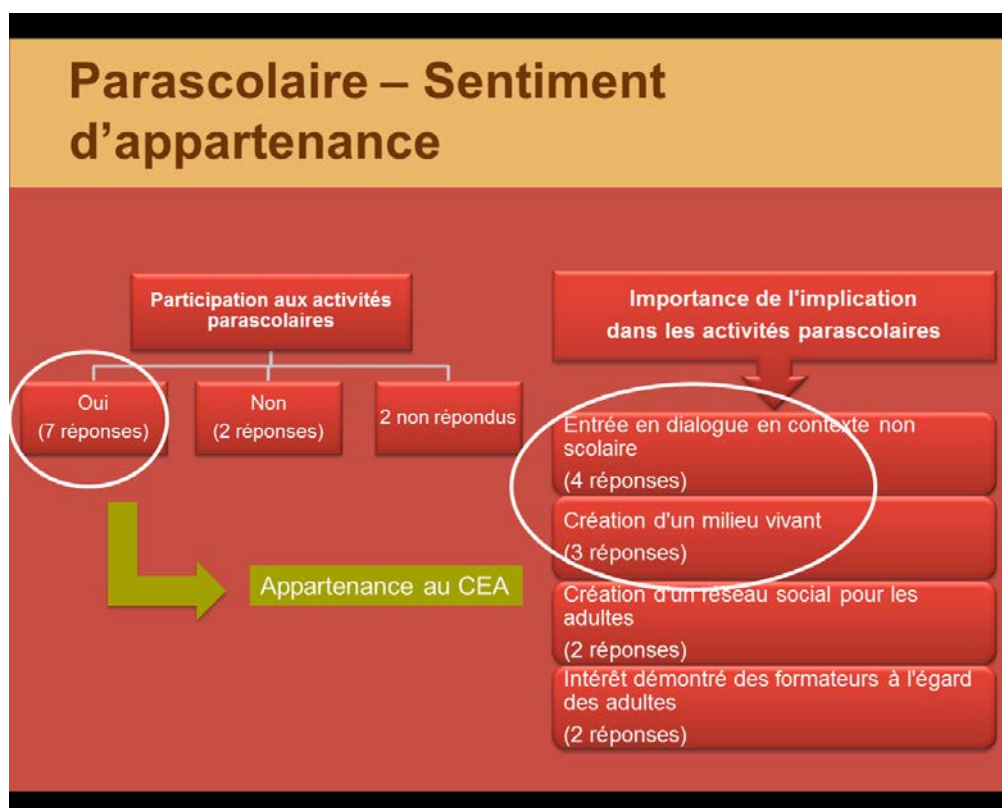 Parascolaire – Sentiment
d’appartenance
Participation aux activités
parascolaires
Oui
(7 réponses)
Non
(2 réponses)
2 non répondus
Appartenance au CEA
Importance de l'implication
dans les activités parascolaires
Entrée en dialogue en contexte non
scolaire
(4 réponses)
Création d'un milieu vivant
(3 réponses)
Création d'un réseau social pour les
adultes
(2 réponses)
Intérêt démontré des formateurs à l'égard
des adultes
(2 réponses)